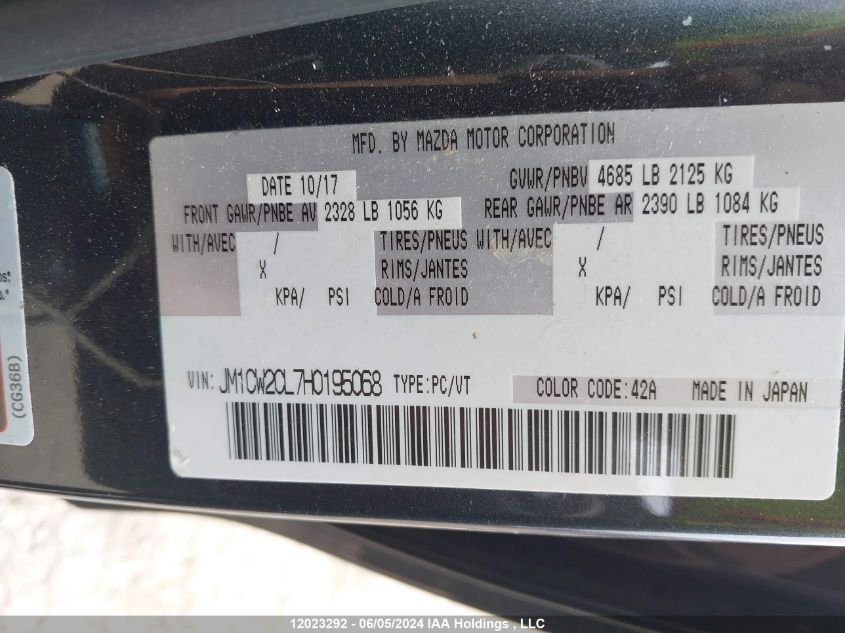 MFD. BY MAZDA MOTOR CORPORATION
DATE 10/17 GVWR/PNBV 4685 LB 2125 KG
FRONT GAWR/PNBE AV 2328 LB 1056 KG REAR GAWR/PNBE AR 2390 LB 1084 KG
WITH/AVEC / TIRES/PNEUS WITH/AVEC / TIRES/PNEUS
X RIMS/JANTES X RIMS/JANTES
KPA/ PSI COLD/A FROID KPA/ PSI COLD/A FROID
VIN: JM1CW2CL7H0195068 TYPE:PC/VT COLOR CODE:42A MADE IN JAPAN
(CG36B)
12023292 - 06/05/2024 IAA Holdings , LLC